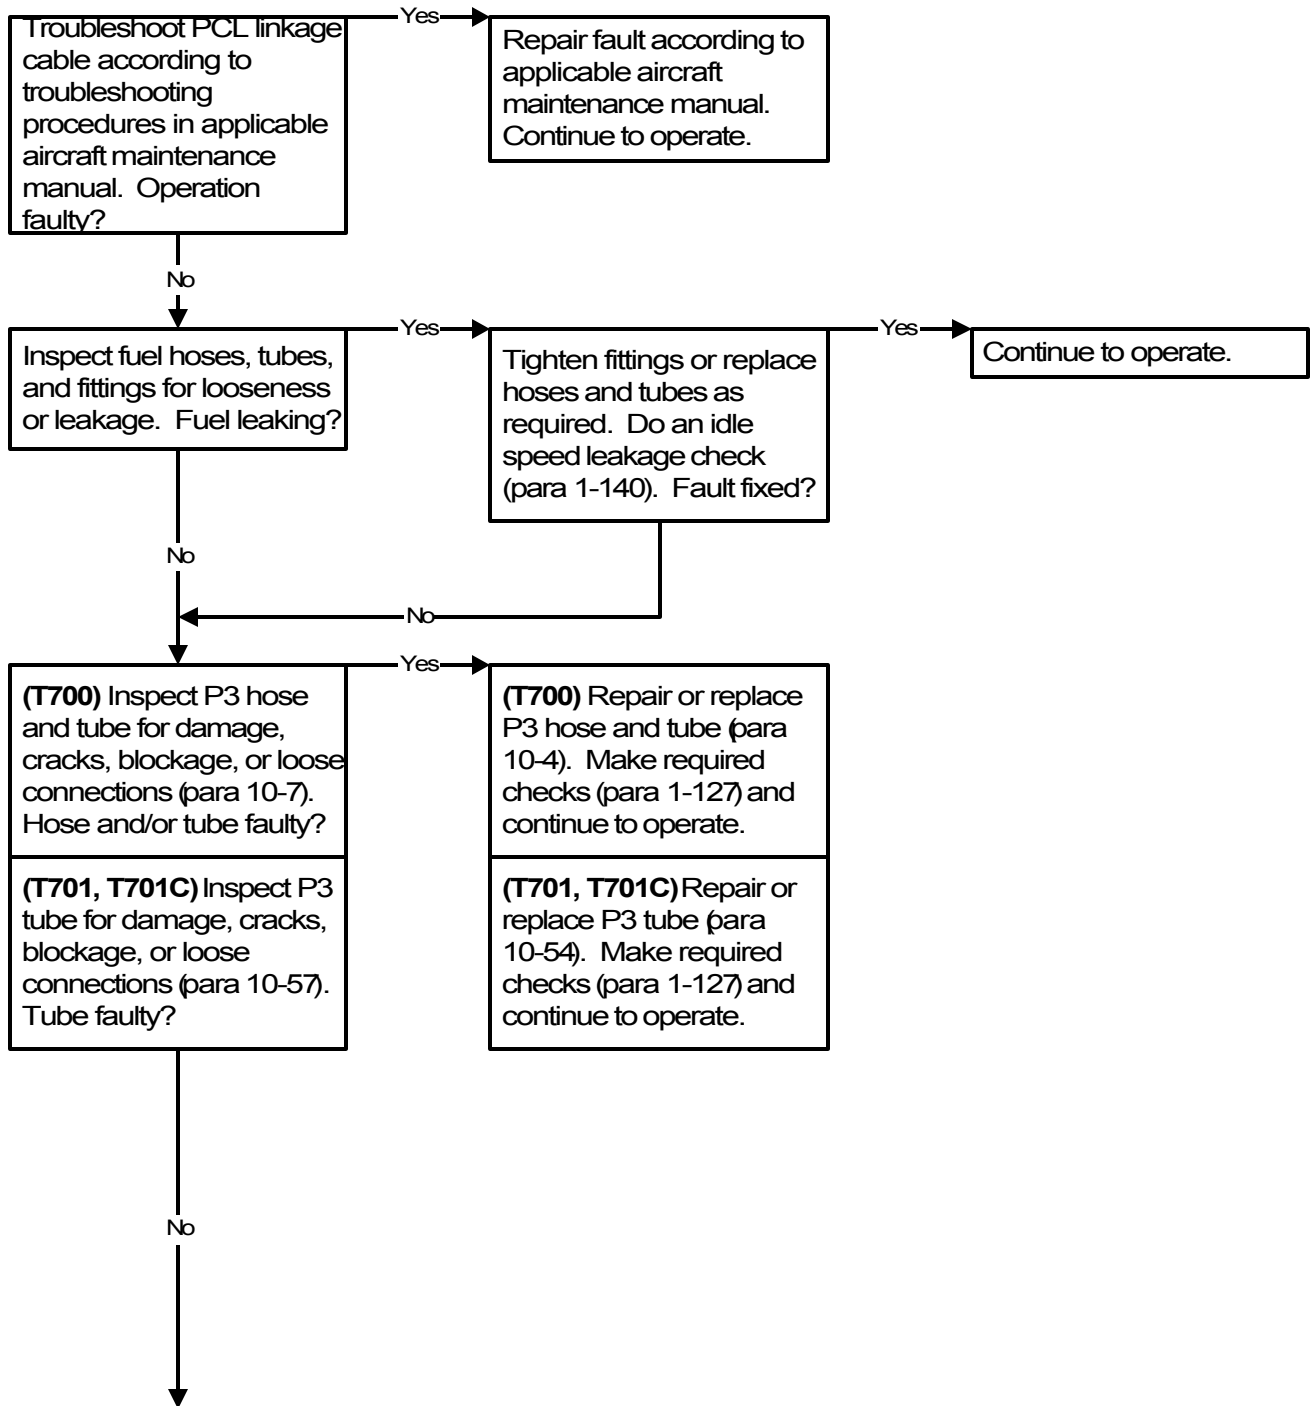 Yes
Troubleshoot PCL linkage
cable according to
troubleshooting
procedures in applicable
aircraft maintenance
manual.  Operation
faulty?
Repair fault according to
applicable aircraft
maintenance manual.
Continue to operate.
No
Yes
Yes
Inspect fuel hoses, tubes,
and fittings for looseness
or leakage.  Fuel leaking?
Tighten fittings or replace
hoses and tubes as
required.  Do an idle
speed leakage check
(para 1-140).  Fault fixed?
Continue to operate.
No
No
Yes
(T700) Inspect P3 hose
and tube for damage,
cracks, blockage, or loose
connections (para 10-7).
Hose and/or tube faulty?
(T700) Repair or replace
P3 hose and tube (para
10-4).  Make required
checks (para 1-127) and
continue to operate.
(T701, T701C) Inspect P3
tube for damage, cracks,
blockage, or loose
connections (para 10-57).
Tube faulty?
(T701, T701C) Repair or
replace P3 tube (para
10-54).  Make required
checks (para 1-127) and
continue to operate.
No